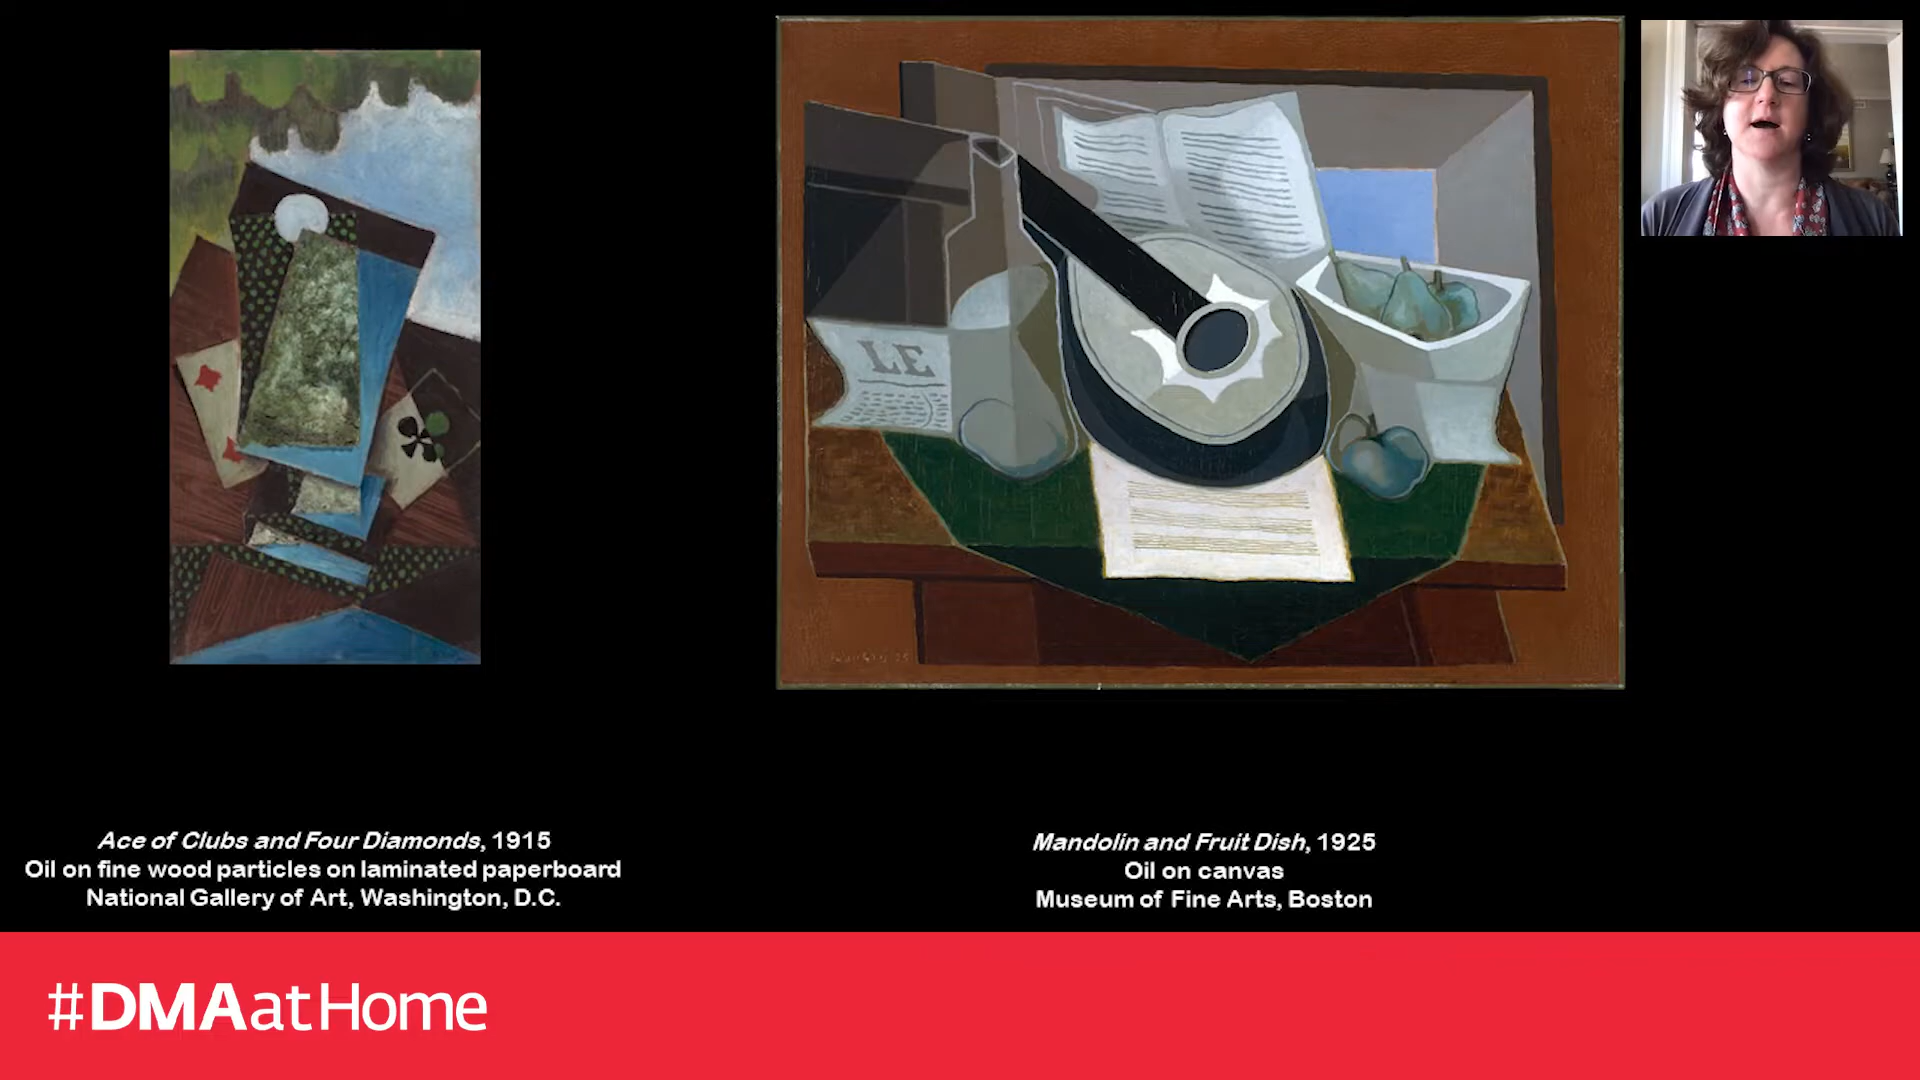 LE
Ace of Clubs and Four Diamonds, 1915
Oil on fine wood particles on laminated paperboard
National Gallery of Art, Washington, D.C.
Mandolin and Fruit Dish, 1925
Oil on canvas
Museum of Fine Arts, Boston
#DMAatHome